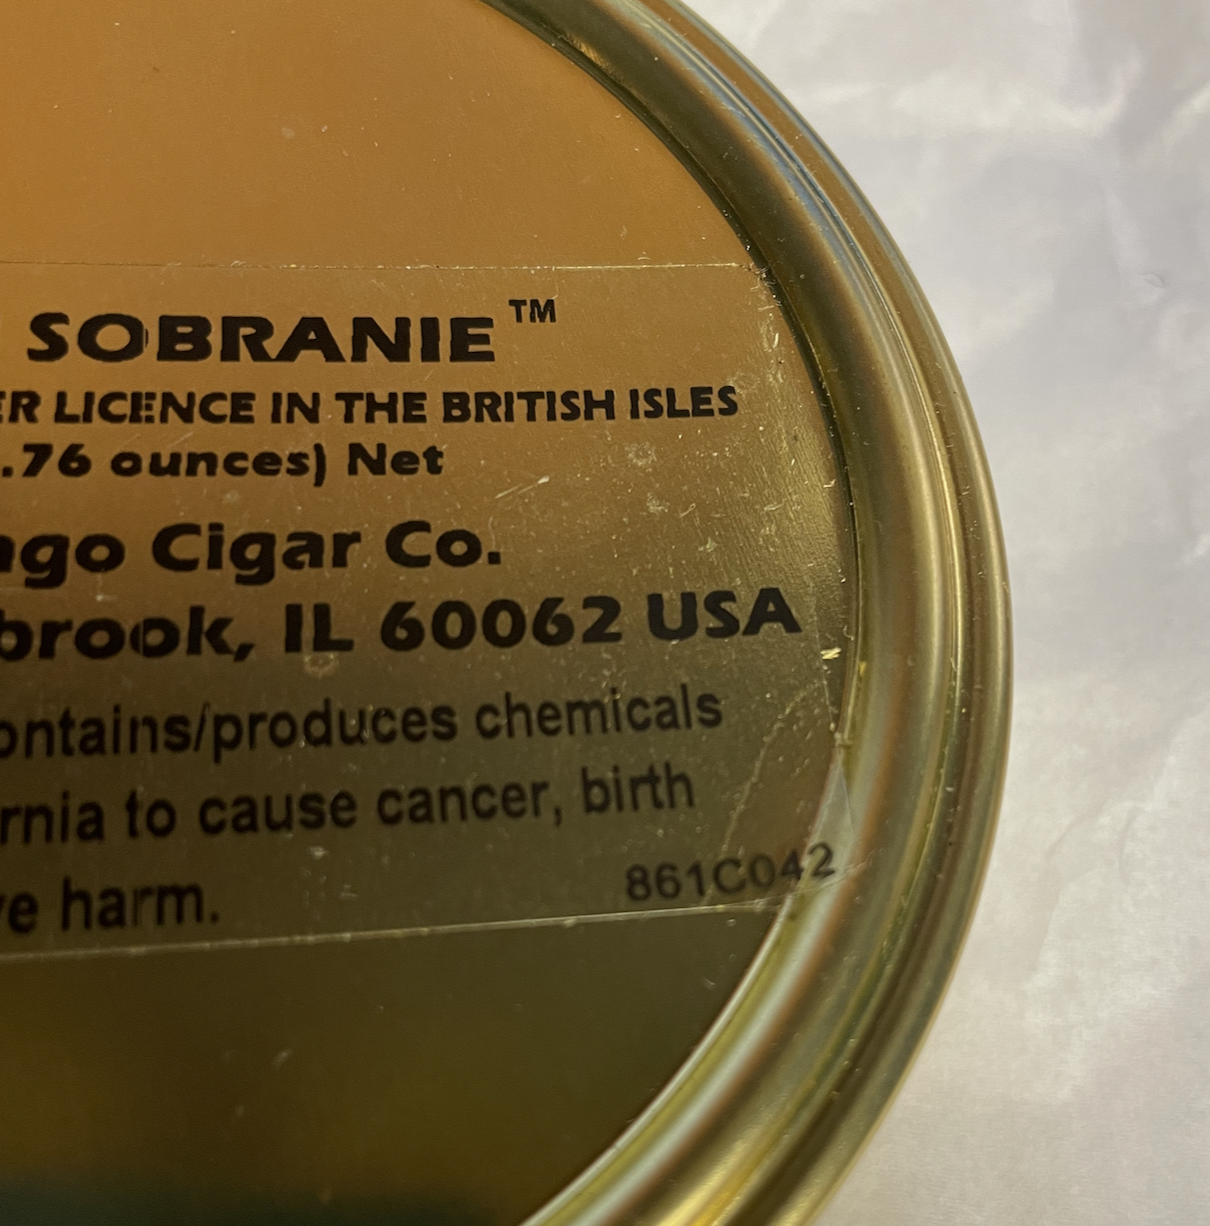 SOBRANIE™
ER LICENCE IN THE BRITISH ISLES
.76 ounces) Net
ago Cigar Co.
brook, IL 60062 USA
ontains/produces chemicals
rnia to cause cancer, birth
ve harm.
861C042